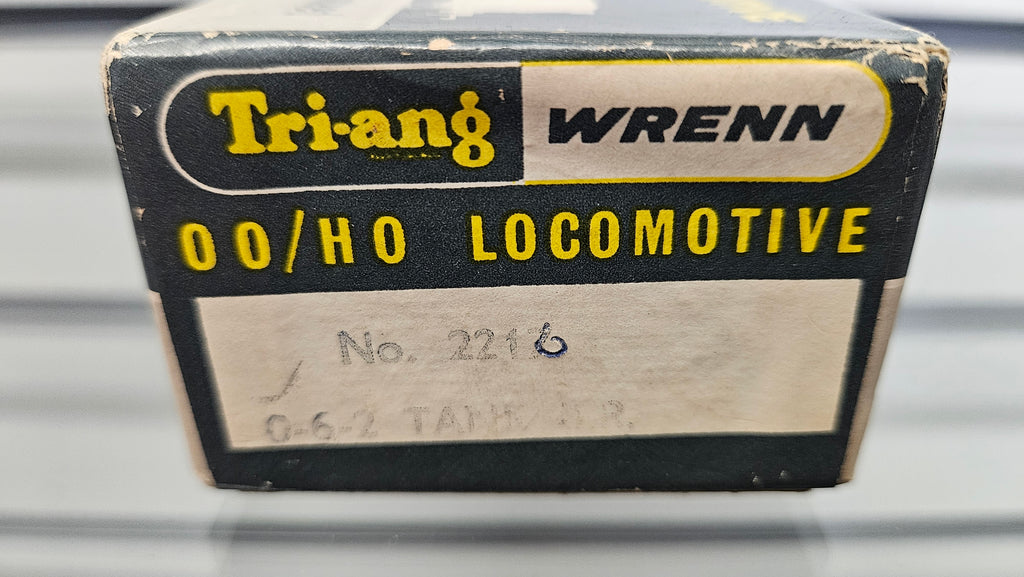 Tri-ang WRENN
OO/HO LOCOMOTIVE
No. 2216
0-6-2 TANK